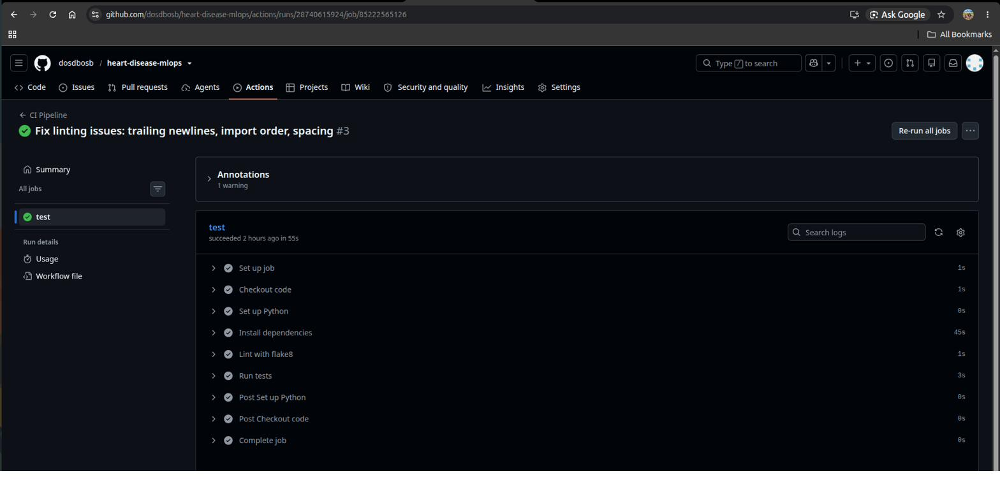 github.com/dosdbosb/heart-disease-mlops/actions/runs/28740615924/job/85222565126
Ask Google
All Bookmarks
dosdbosb / heart-disease-mlops
Type / to search
Code Issues Pull requests Agents Actions Projects Wiki Security and quality Insights Settings
CI Pipeline
Fix linting issues: trailing newlines, import order, spacing #3
Re-run all jobs
Summary
All jobs
test
Run details
Usage
Workflow file
Annotations
1 warning
test
succeeded 2 hours ago in 55s
Search logs
Set up job 1s
Checkout code 1s
Set up Python 0s
Install dependencies 45s
Lint with flake8 1s
Run tests 3s
Post Set up Python 0s
Post Checkout code 0s
Complete job 0s